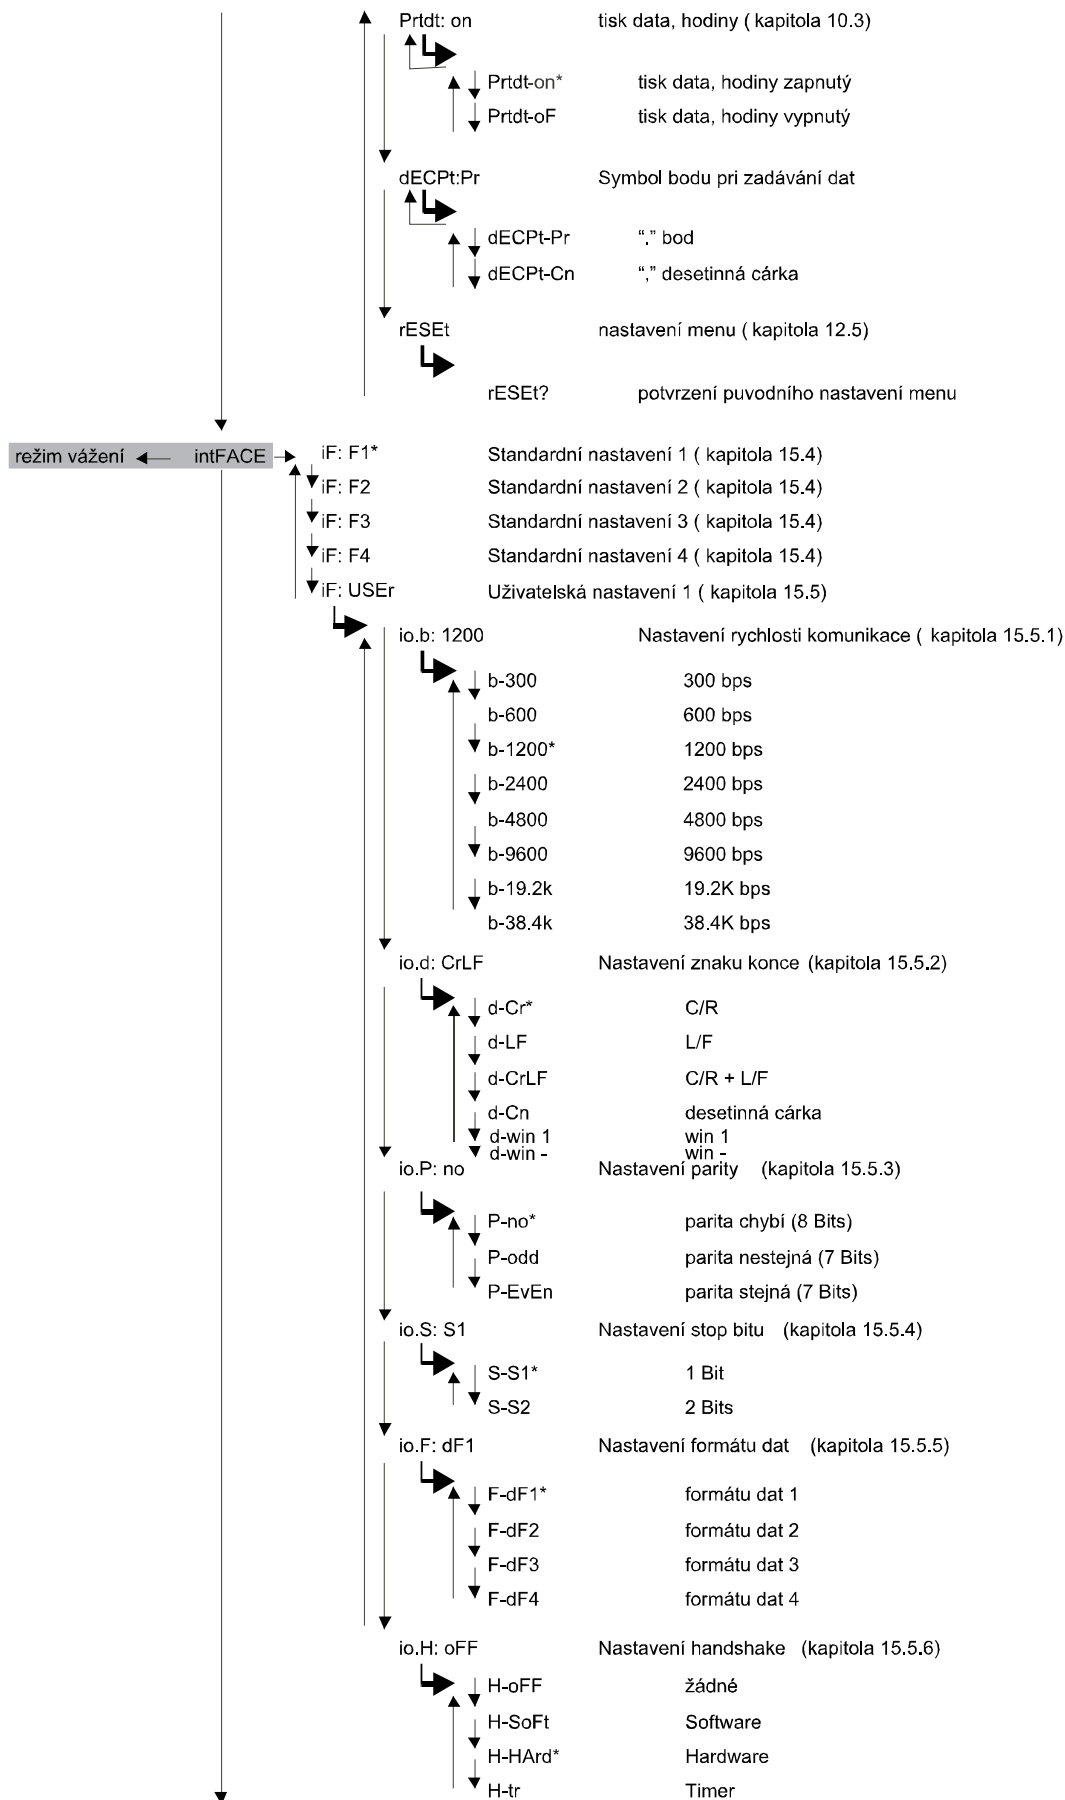 Prtdt: on tisk data, hodiny ( kapitola 10.3)
Prtdt-on* tisk data, hodiny zapnutý
Prtdt-oF tisk data, hodiny vypnutý
dECPt:Pr Symbol bodu pri zadávání dat
dECPt-Pr “.” bod
dECPt-Cn “,” desetinná cárka
rESEt nastavení menu ( kapitola 12.5)
rESEt? potvrzení puvodního nastavení menu
režim vážení intFACE iF: F1* Standardní nastavení 1 ( kapitola 15.4)
iF: F2 Standardní nastavení 2 ( kapitola 15.4)
iF: F3 Standardní nastavení 3 ( kapitola 15.4)
iF: F4 Standardní nastavení 4 ( kapitola 15.4)
iF: USEr Uživatelská nastavení 1 ( kapitola 15.5)
io.b: 1200 Nastavení rychlosti komunikace ( kapitola 15.5.1)
b-300 300 bps
b-600 600 bps
b-1200* 1200 bps
b-2400 2400 bps
b-4800 4800 bps
b-9600 9600 bps
b-19.2k 19.2K bps
b-38.4k 38.4K bps
io.d: CrLF Nastavení znaku konce (kapitola 15.5.2)
d-Cr* C/R
d-LF L/F
d-CrLF C/R + L/F
d-Cn desetinná cárka
d-win 1 win 1
d-win - win -
io.P: no Nastavení parity (kapitola 15.5.3)
P-no* parita chybí (8 Bits)
P-odd parita nestejná (7 Bits)
P-EvEn parita stejná (7 Bits)
io.S: S1 Nastavení stop bitu (kapitola 15.5.4)
S-S1* 1 Bit
S-S2 2 Bits
io.F: dF1 Nastavení formátu dat (kapitola 15.5.5)
F-dF1* formátu dat 1
F-dF2 formátu dat 2
F-dF3 formátu dat 3
F-dF4 formátu dat 4
io.H: oFF Nastavení handshake (kapitola 15.5.6)
H-oFF žádné
H-SoFt Software
H-HArd* Hardware
H-tr Timer